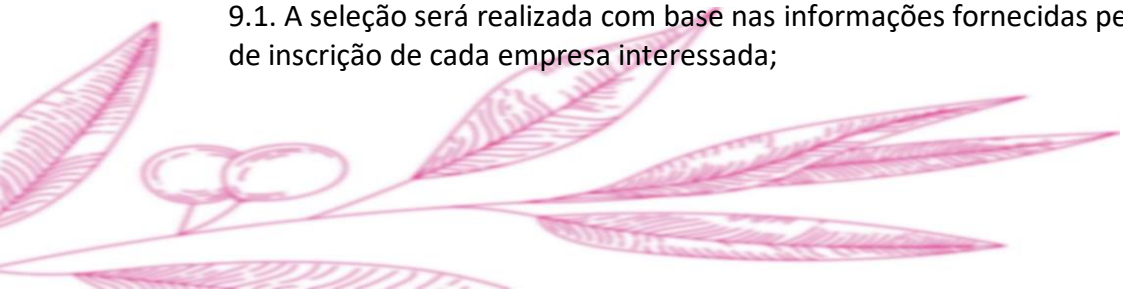 9.1. A seleção será realizada com base nas informações fornecidas pe
de inscrição de cada empresa interessada;